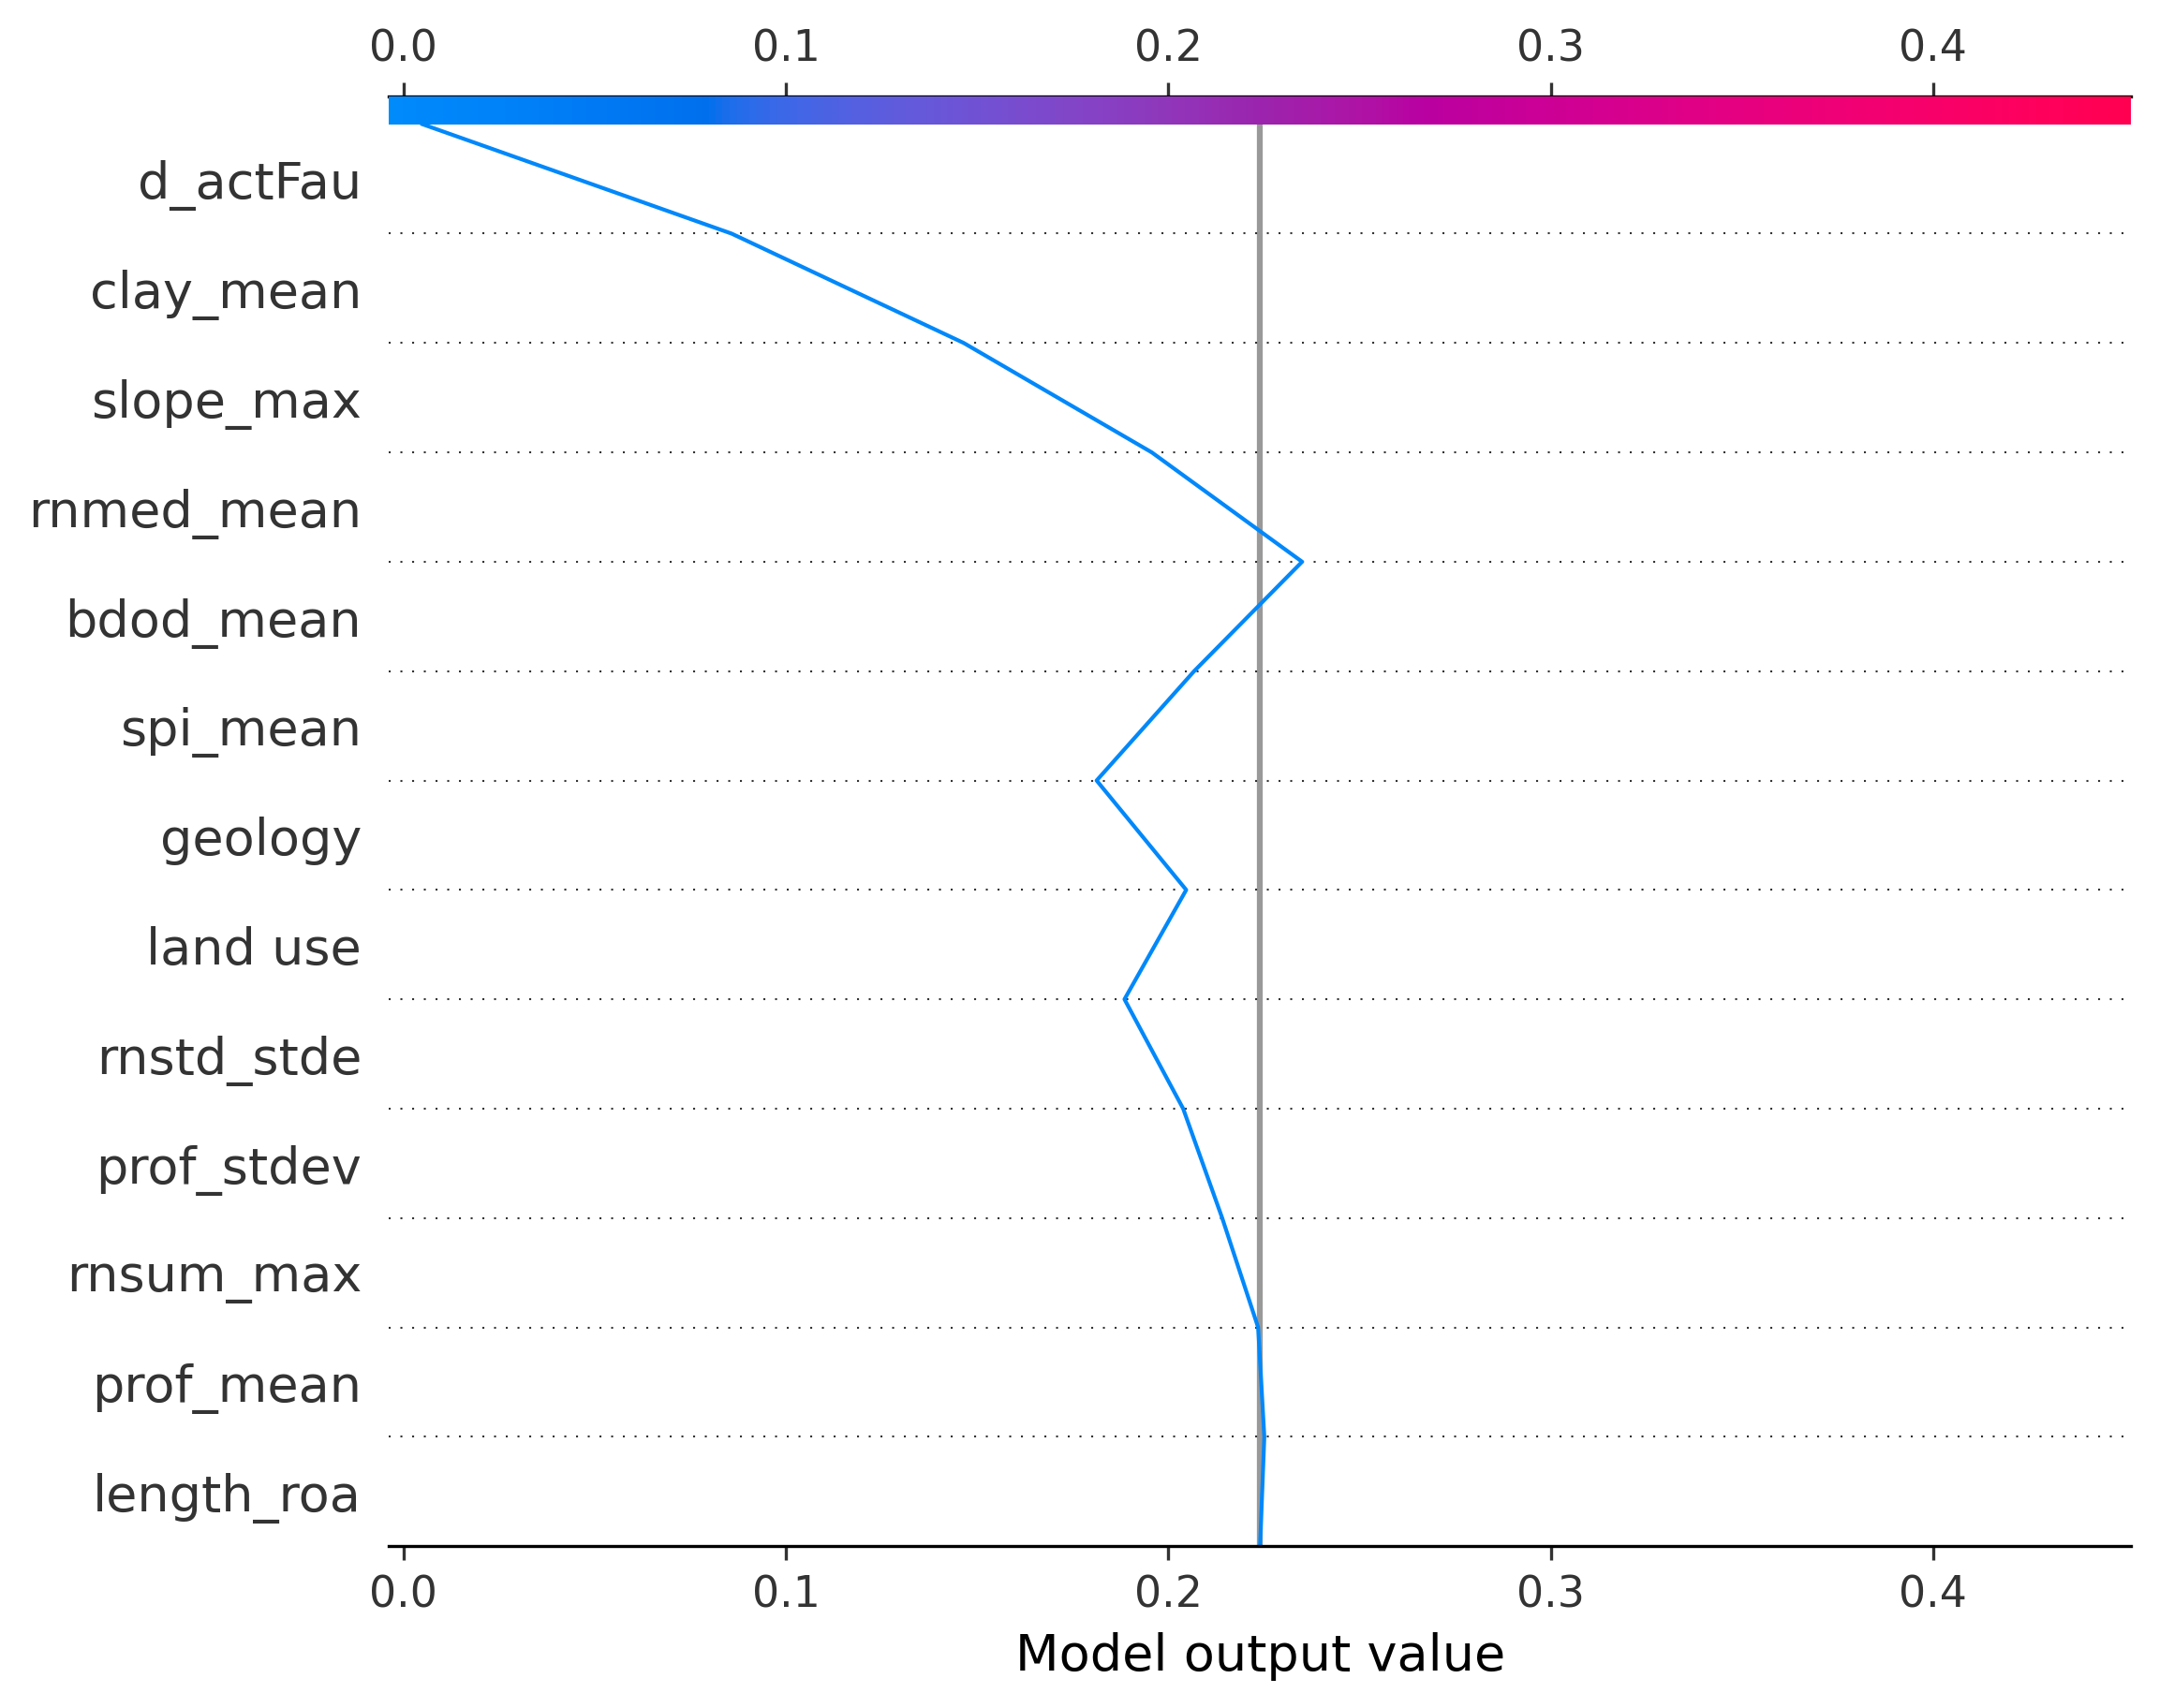 0.0 0.1 0.2 0.3 0.4
d_actFau
clay_mean
slope_max
rnmed_mean
bdod_mean
spi_mean
geology
land use
rnstd_stde
prof_stdev
rnsum_max
prof_mean
length_roa
0.0 0.1 0.2 0.3 0.4
Model output value